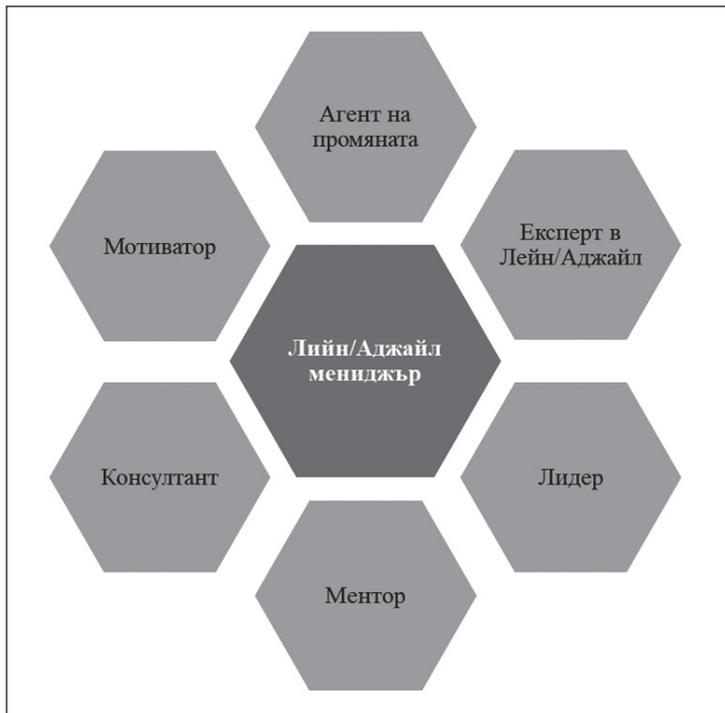 Агент на
промяната
Експерт в
Лейн/Аджайл
Мотиватор
Лийн/Аджайл
мениджър
Консултант
Лидер
Ментор